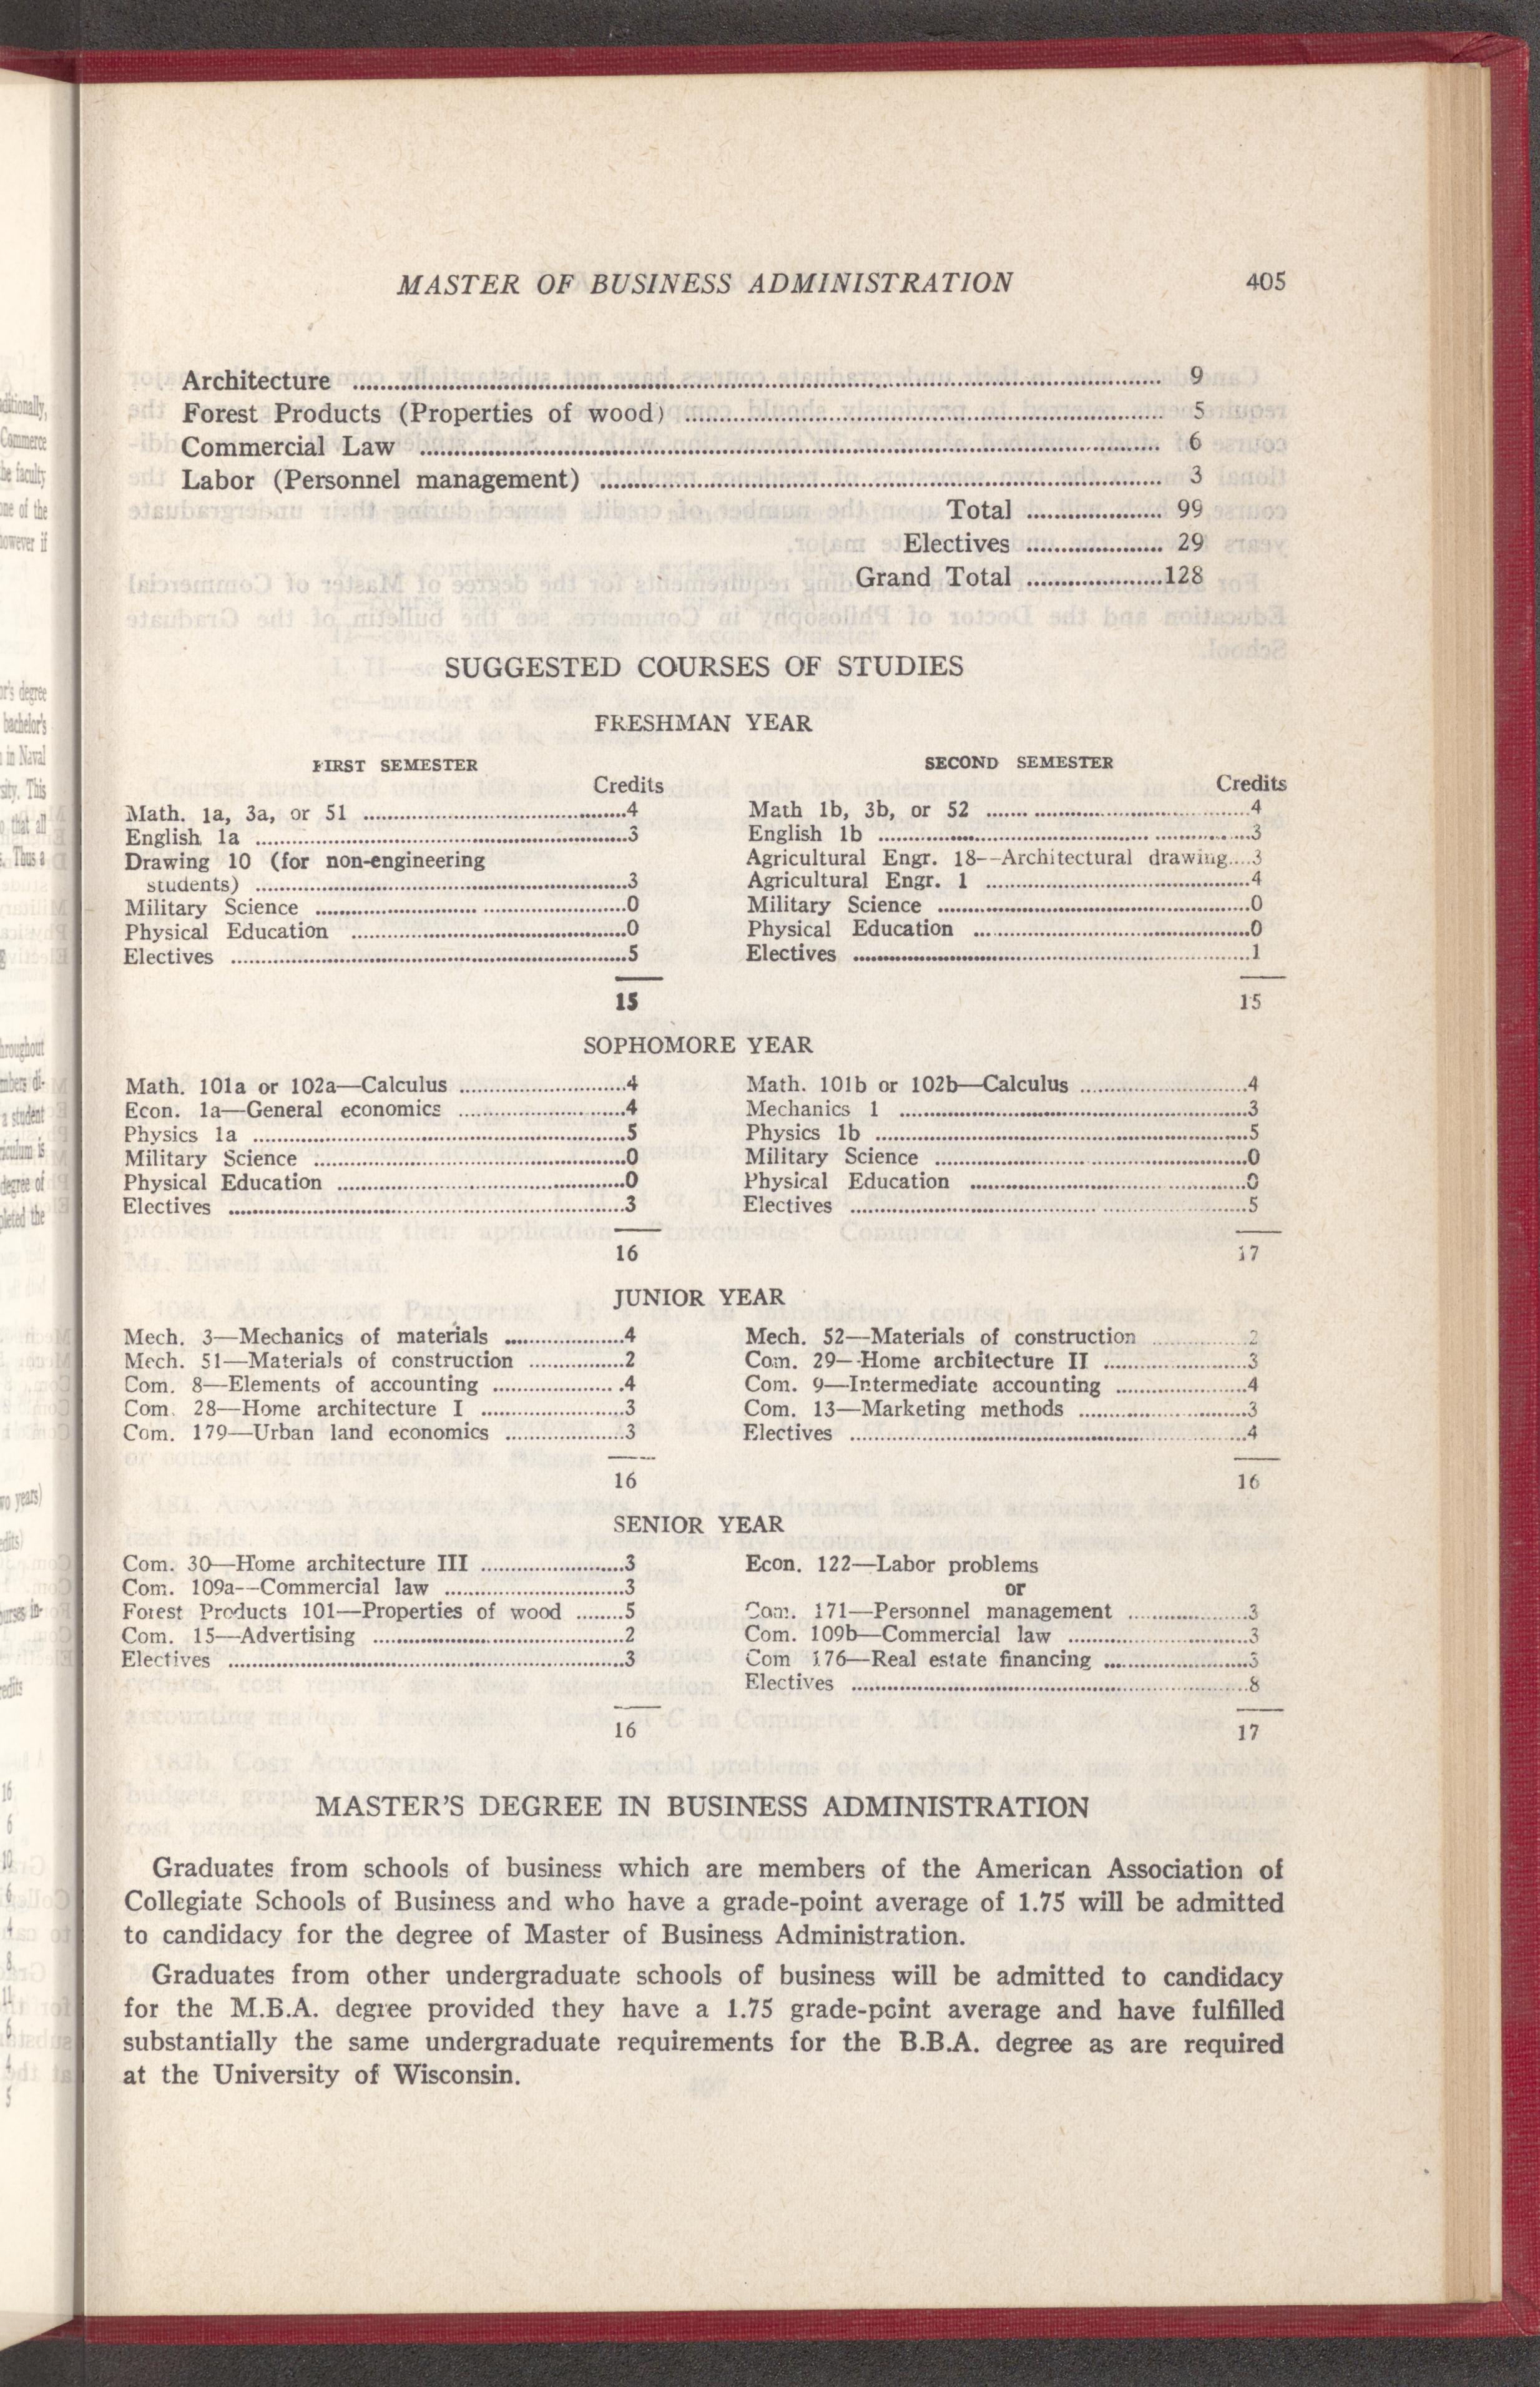 MASTER OF BUSINESS ADMINISTRATION 405
Architecture ........ 9
Forest Products (Properties of wood) ........ 5
Commercial Law ........ 6
Labor (Personnel management) ........ 3
Total ........ 99
Electives ........ 29
Grand Total ........128
SUGGESTED COURSES OF STUDIES
FRESHMAN YEAR
FIRST SEMESTER
Credits
Math. 1a, 3a, or 51 ........4
English 1a ........3
Drawing 10 (for non-engineering
students) ........3
Military Science ........0
Physical Education ........0
Electives ........5
15
SECOND SEMESTER
Credits
Math 1b, 3b, or 52 ........4
English 1b ........3
Agricultural Engr. 18--Architectural drawing....3
Agricultural Engr. 1 ........4
Military Science ........0
Physical Education ........0
Electives ........1
15
SOPHOMORE YEAR
Math. 101a or 102a—Calculus ........4
Econ. 1a—General economics ........4
Physics 1a ........5
Military Science ........0
Physical Education ........0
Electives ........3
16
Math. 101b or 102b—Calculus ........4
Mechanics 1 ........3
Physics 1b ........5
Military Science ........0
Physical Education ........0
Electives ........5
17
JUNIOR YEAR
Mech. 3—Mechanics of materials ........4
Mech. 51—Materials of construction ........2
Com. 8—Elements of accounting ........4
Com. 28—Home architecture I ........3
Com. 179—Urban land economics ........3
16
Mech. 52—Materials of construction ........2
Com. 29—Home architecture II ........3
Com. 9—Intermediate accounting ........4
Com. 13—Marketing methods ........3
Electives ........4
16
SENIOR YEAR
Com. 30—Home architecture III ........3
Com. 109a--Commercial law ........3
Forest Products 101—Properties of wood ........5
Com. 15—Advertising ........2
Electives ........3
16
Econ. 122—Labor problems
or
Com. 171—Personnel management ........3
Com. 109b—Commercial law ........3
Com 176—Real estate financing ........3
Electives ........8
17
MASTER'S DEGREE IN BUSINESS ADMINISTRATION
Graduates from schools of business which are members of the American Association of
Collegiate Schools of Business and who have a grade-point average of 1.75 will be admitted
to candidacy for the degree of Master of Business Administration.
Graduates from other undergraduate schools of business will be admitted to candidacy
for the M.B.A. degree provided they have a 1.75 grade-point average and have fulfilled
substantially the same undergraduate requirements for the B.B.A. degree as are required
at the University of Wisconsin.